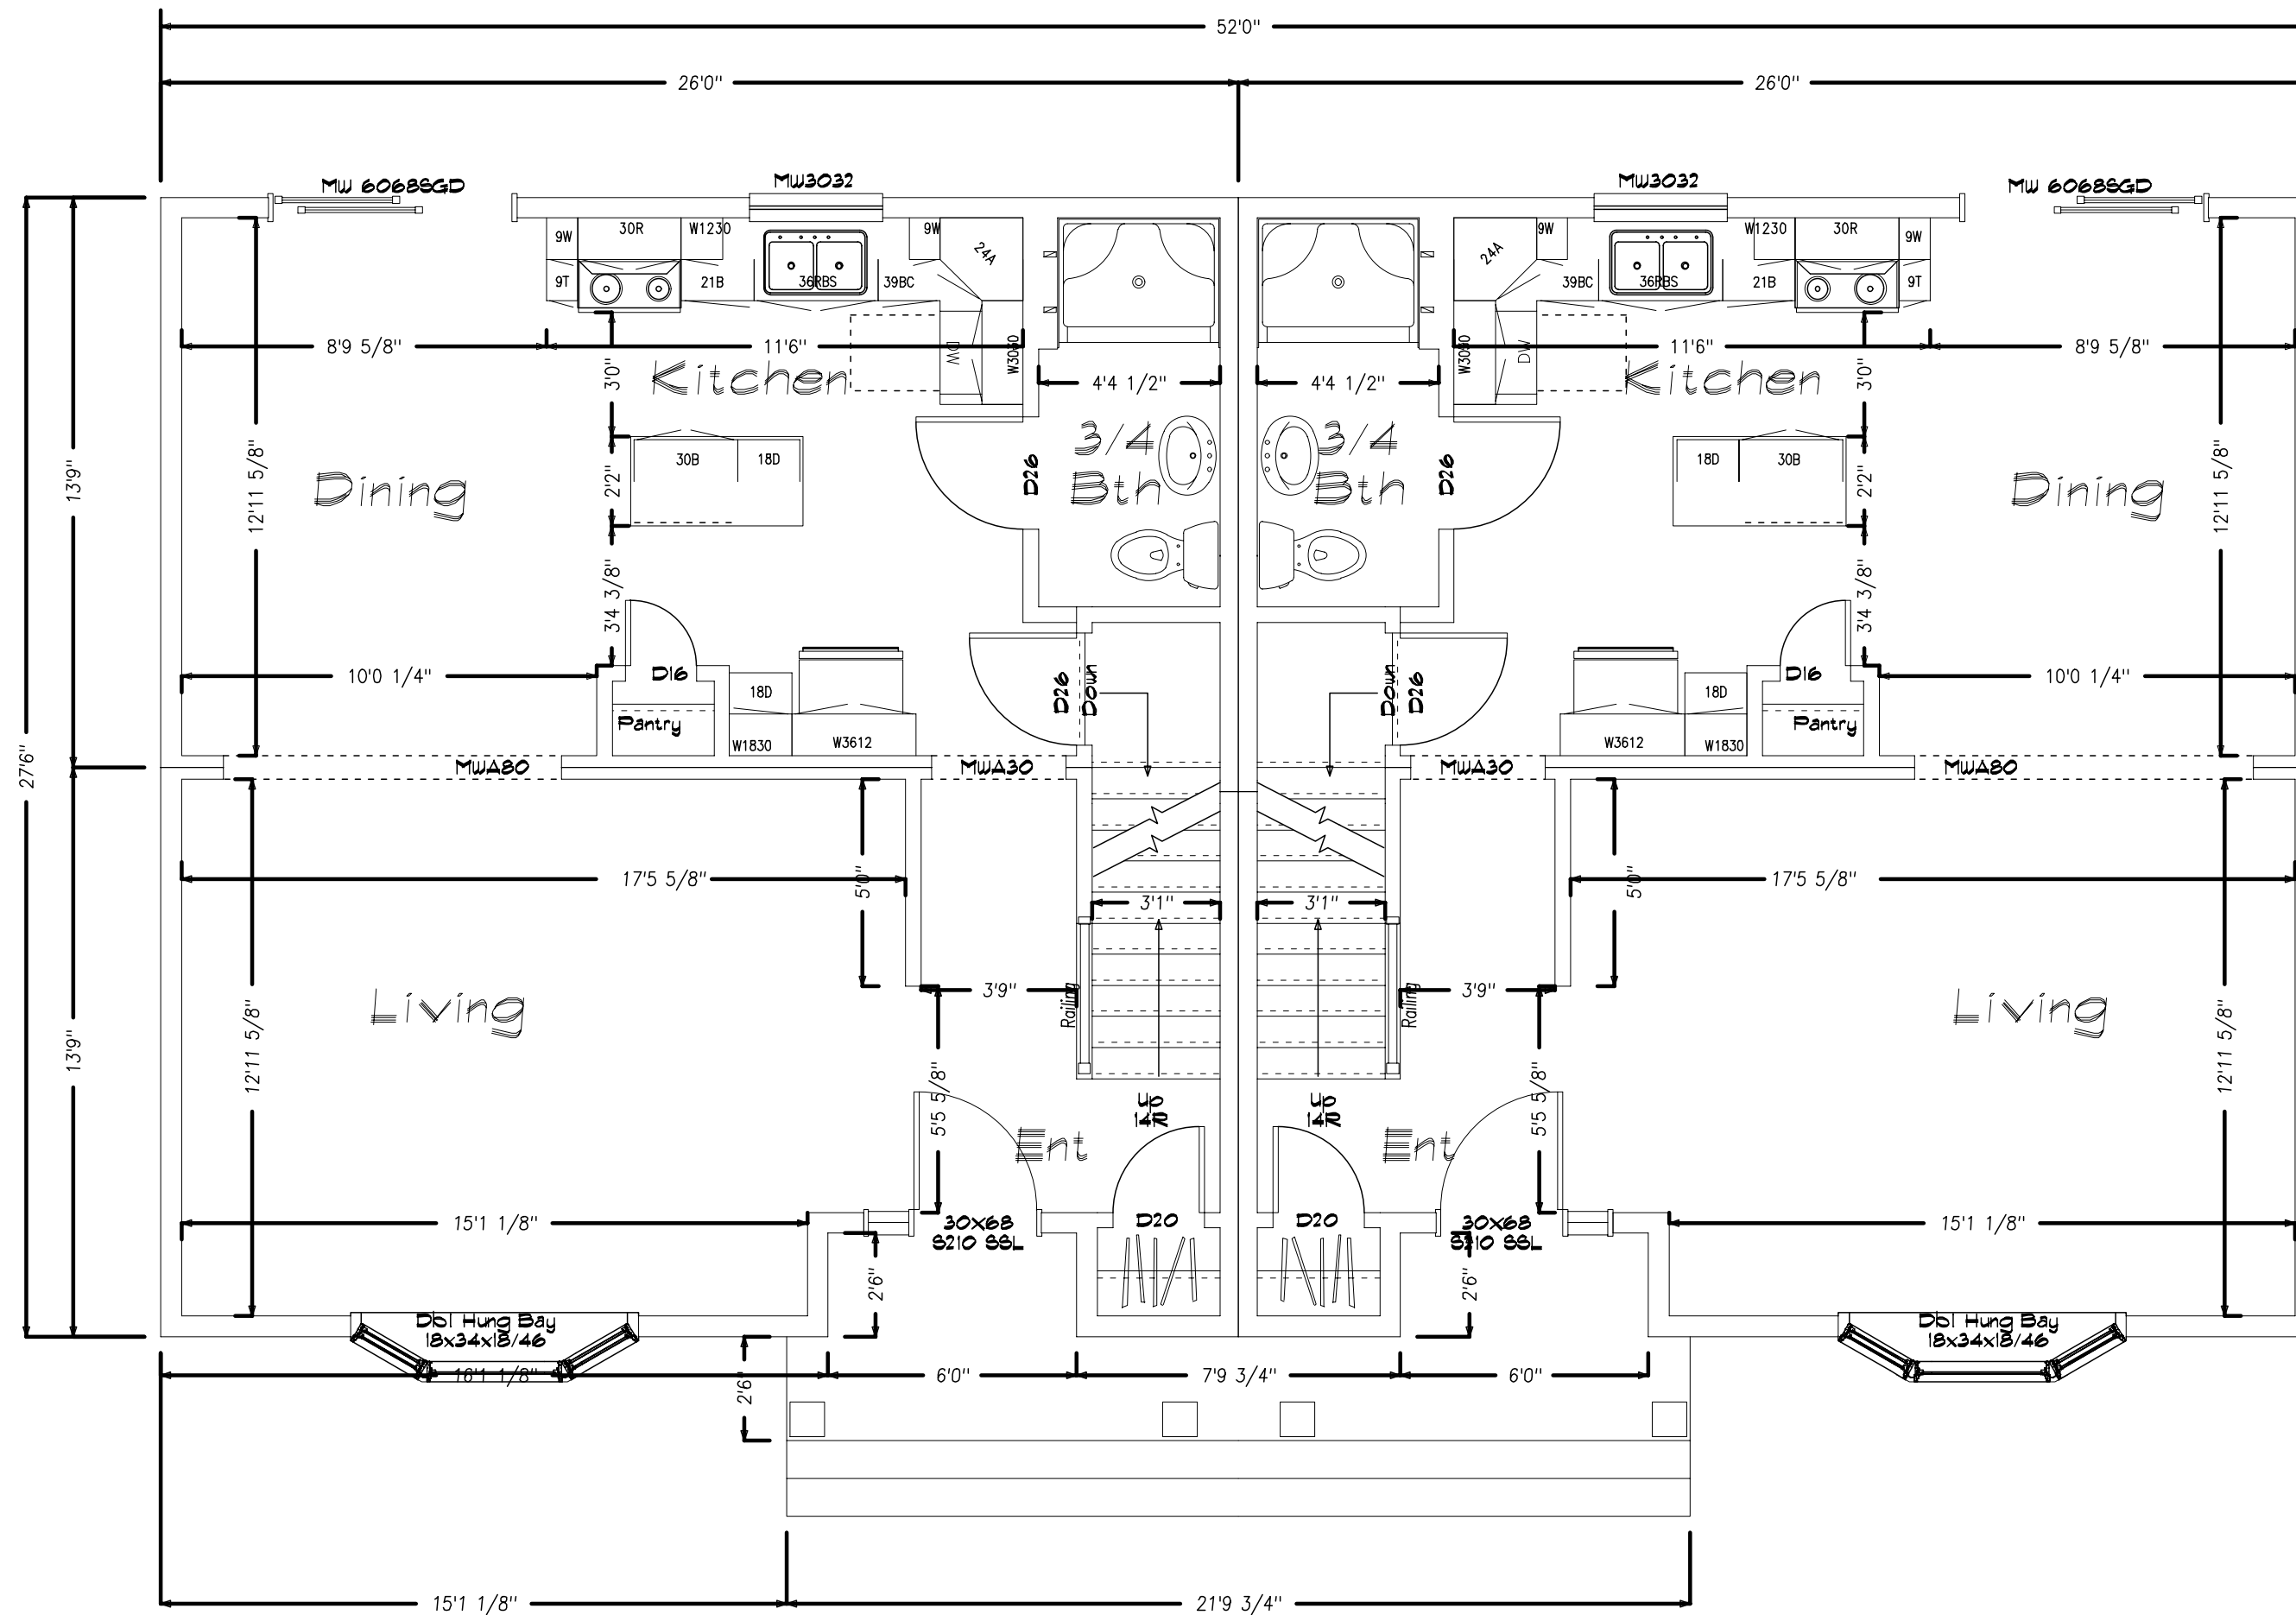 52'0"
26'0" 26'0"
MW 6068SGD MW3032 MW3032 MW 6068SGD
9W 30R W1230 9W 24A 24A 9W W1230 30R 9W
9T 21B 36RBS 39BC 39BC 36RBS 21B 9T
8'9 5/8" 11'6" DW W3030 W3030 DW 11'6" 8'9 5/8"
3'0" Kitchen 4'4 1/2" 4'4 1/2" Kitchen 3'0"
3/4 3/4
Bth Bth
13'9" 12'11 5/8" Dining 2'2" 30B 18D D26 D26 18D 30B 2'2" Dining 12'11 5/8"
3'4 3/8" 3'4 3/8"
10'0 1/4" D16 18D D26 Down Down D26 18D D16 10'0 1/4"
Pantry W1830 W3612 W3612 W1830 Pantry
27'6" MWA80 MWA30 MWA30 MWA80
17'5 5/8" 5'0" 3'1" 3'1" 5'0" 17'5 5/8"
3'9" Railing Railing 3'9"
13'9" 12'11 5/8" Living Living 12'11 5/8"
5'5 5/8" Up Up 5'5 5/8"
Ent Ent
15'1 1/8" 30X68 D20 D20 30X68 15'1 1/8"
S210 SSL S210 SSL
2'6" 2'6"
Dbl Hung Bay Dbl Hung Bay
18x34x18/46 18x34x18/46
16'1 1/8" 2'6" 6'0" 7'9 3/4" 6'0"
15'1 1/8" 21'9 3/4"